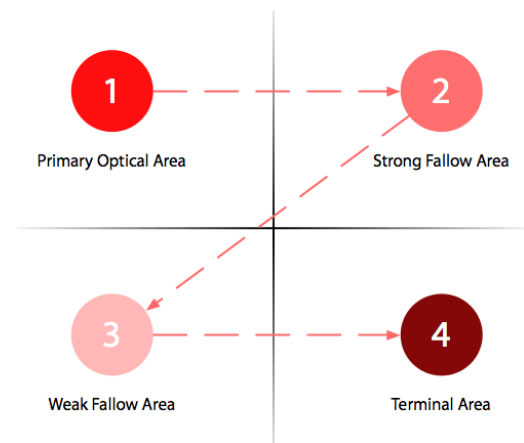 1
2
Primary Optical Area
Strong Fallow Area
3
4
Weak Fallow Area
Terminal Area